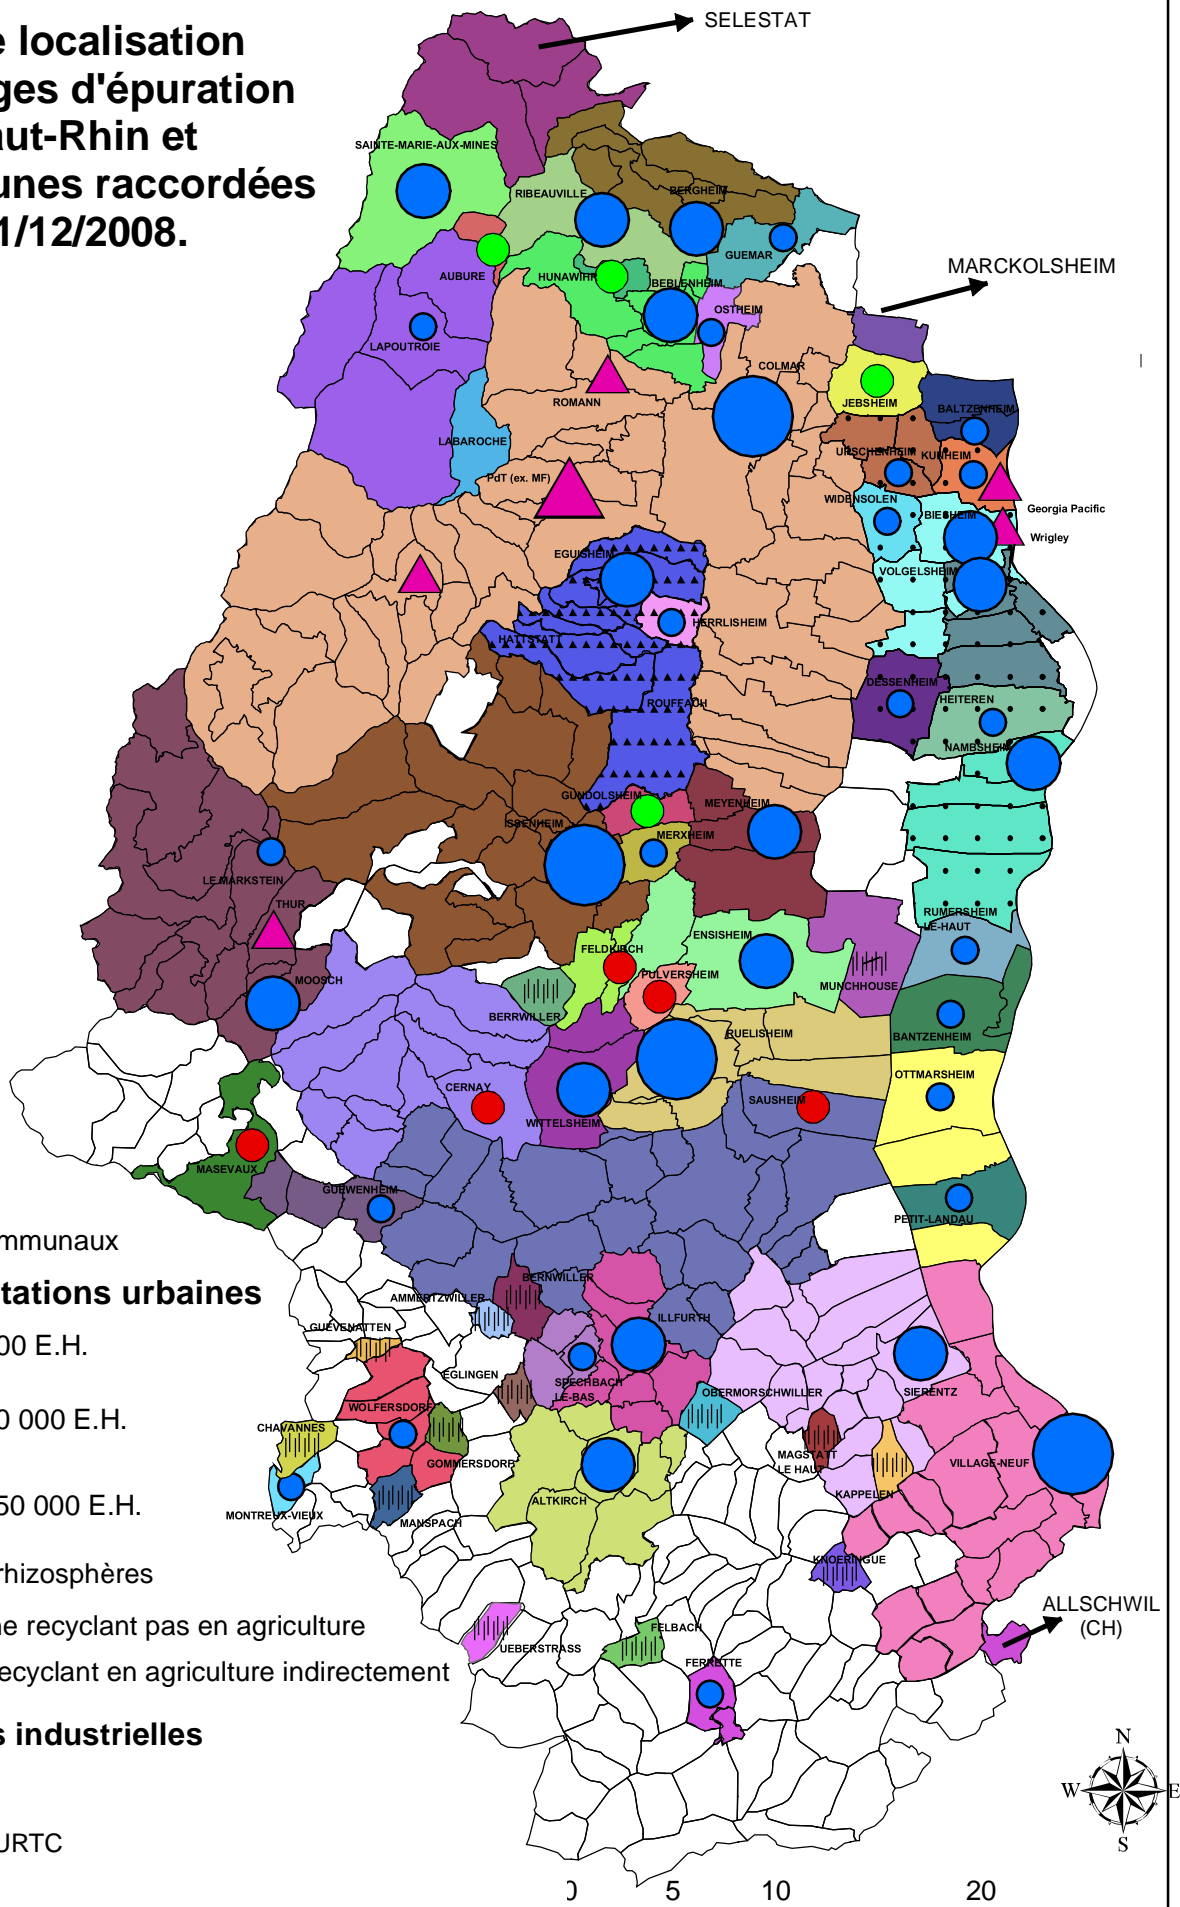 e localisation
ges d'épuration
aut-Rhin et
unes raccordées
1/12/2008.
SELESTAT
SAINTE-MARIE-AUX-MINES
RIBEAUVILLE
BERGHEIM
GUEMAR
AUBURE
HUNAWIHR
BEBLENHEIM
OSTHEIM
MARCKOLSHEIM
LAPOUTROIE
COLMAR
ROMANN
JEBSHEIM
BALTZENHEIM
LABAROCHE
URSCHENHEIM
KUNHEIM
PdT (ex. MF)
WIDENSOLEN
BIESHEIM
Georgia Pacific
Wrigley
EGUISHEIM
VOLGELSHEIM
HERRLISHEIM
HATTSTATT
DESSENHEIM
HEITEREN
ROUFFACH
NAMBSHEIM
GUNDOLSHEIM
MEYENHEIM
ISSENHEIM
MERXHEIM
LE MARKSTEIN
THUR
RUMERSHEIM
LE-HAUT
ENSISHEIM
FELDKIRCH
PULVERSHEIM
MOOSCH
MUNCHHOUSE
BERRWILLER
RUELISHEIM
BANTZENHEIM
OTTMARSHEIM
CERNAY
SAUSHEIM
WITTELSHEIM
MASEVAUX
GUEWENHEIM
PETIT-LANDAU
mmunaux
tations urbaines
BERNWILLER
AMMERTZWILLER
ILLFURTH
GUEVENATTEN
00 E.H.
EGLINGEN
SPECHBACH
LE-BAS
OBERMORSCHWILLER
SIERENTZ
WOLFERSDORF
0 000 E.H.
CHAVANNES
MAGSTATT
LE HAUT
GOMMERSDORF
VILLAGE-NEUF
KAPPELEN
ALTKIRCH
50 000 E.H.
MONTREUX-VIEUX
MANSPACH
KNOERINGUE
rhizosphères
ALLSCHWIL
(CH)
ne recyclant pas en agriculture
FELBACH
UEBERSTRASS
FERRETTE
recyclant en agriculture indirectement
s industrielles
N
W
E
S
URTC
0 5 10 20